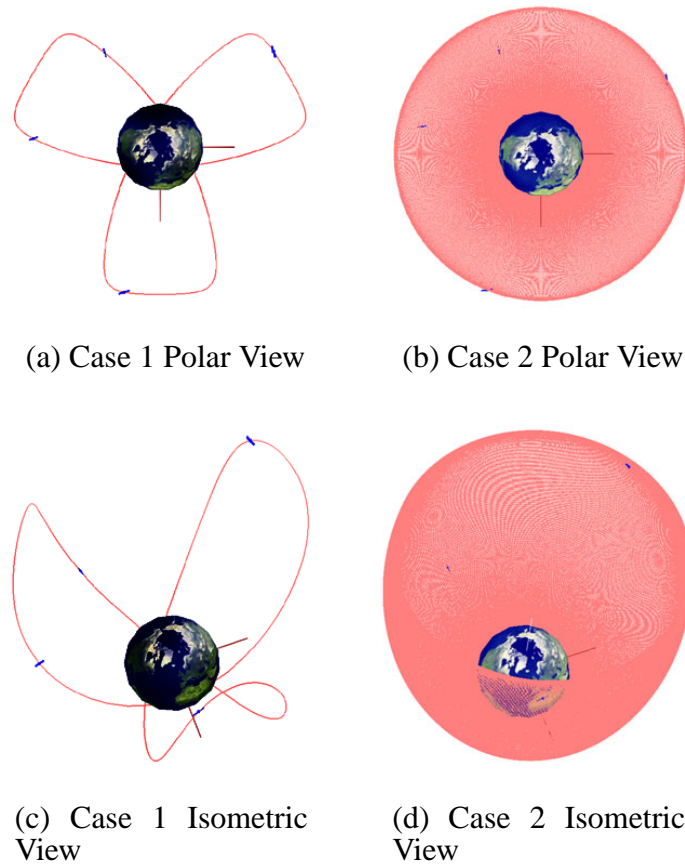 (a) Case 1 Polar View
(b) Case 2 Polar View
(c) Case 1 Isometric
View
(d) Case 2 Isometric
View